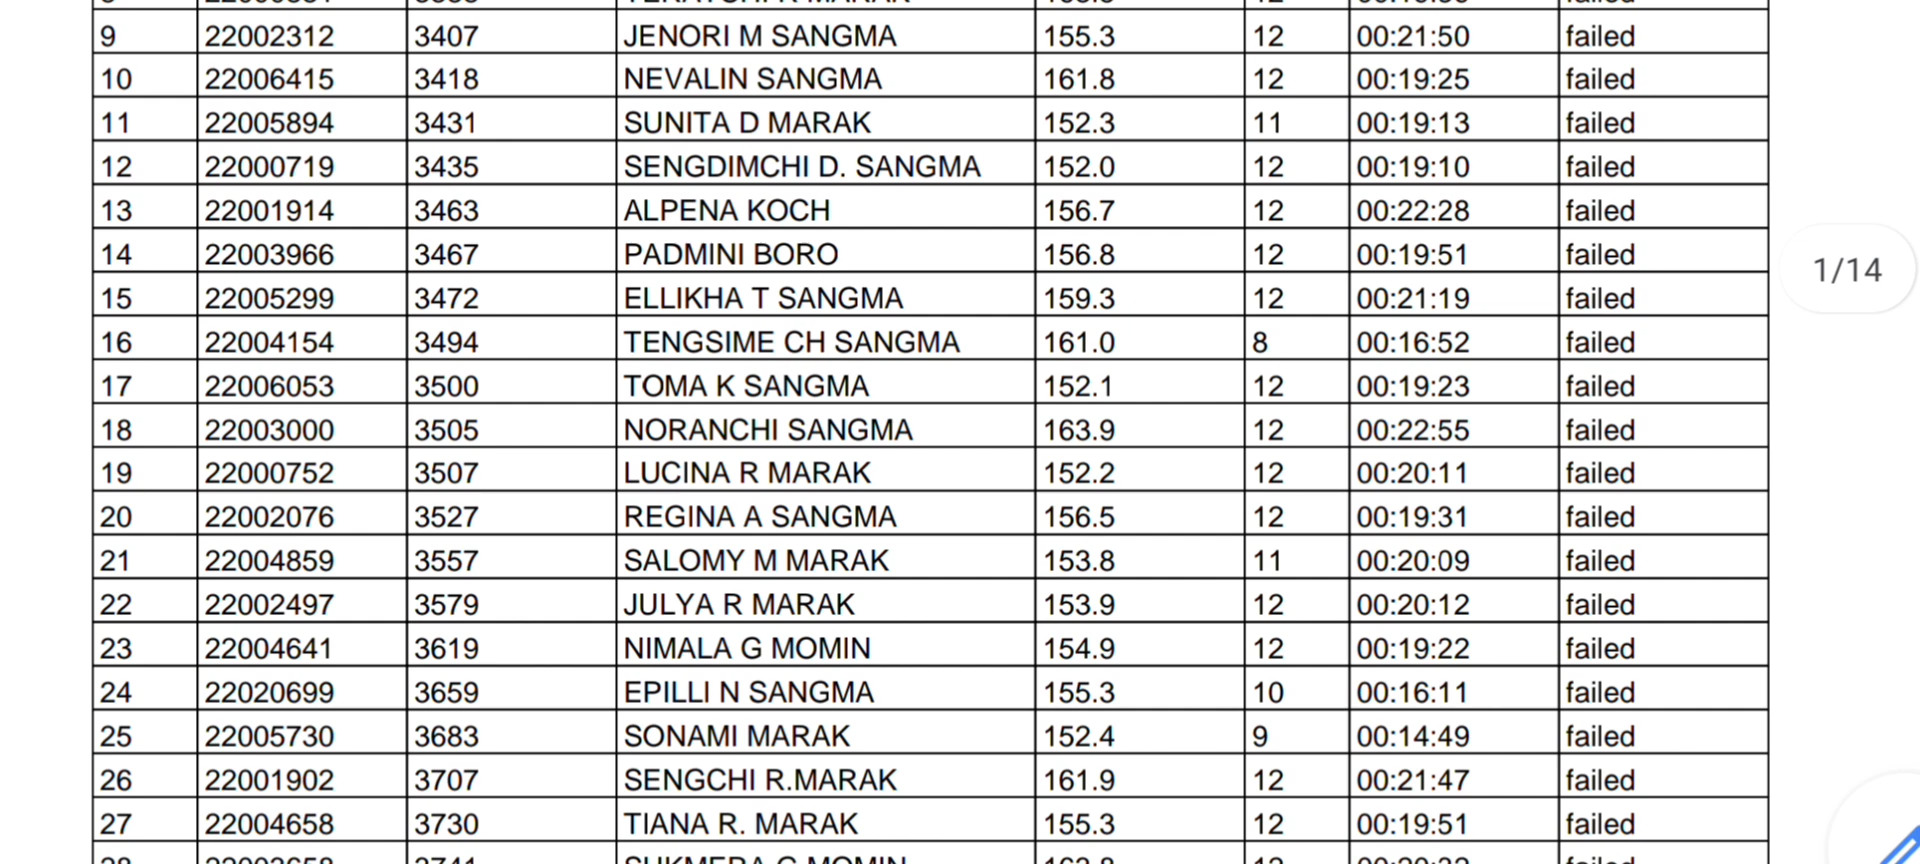 9 22002312 3407 JENORI M SANGMA 155.3 12 00:21:50 failed
10 22006415 3418 NEVALIN SANGMA 161.8 12 00:19:25 failed
11 22005894 3431 SUNITA D MARAK 152.3 11 00:19:13 failed
12 22000719 3435 SENGDIMCHI D. SANGMA 152.0 12 00:19:10 failed
13 22001914 3463 ALPENA KOCH 156.7 12 00:22:28 failed
14 22003966 3467 PADMINI BORO 156.8 12 00:19:51 failed
1/14
15 22005299 3472 ELLIKHA T SANGMA 159.3 12 00:21:19 failed
16 22004154 3494 TENGSIME CH SANGMA 161.0 8 00:16:52 failed
17 22006053 3500 TOMA K SANGMA 152.1 12 00:19:23 failed
18 22003000 3505 NORANCHI SANGMA 163.9 12 00:22:55 failed
19 22000752 3507 LUCINA R MARAK 152.2 12 00:20:11 failed
20 22002076 3527 REGINA A SANGMA 156.5 12 00:19:31 failed
21 22004859 3557 SALOMY M MARAK 153.8 11 00:20:09 failed
22 22002497 3579 JULYA R MARAK 153.9 12 00:20:12 failed
23 22004641 3619 NIMALA G MOMIN 154.9 12 00:19:22 failed
24 22020699 3659 EPILLI N SANGMA 155.3 10 00:16:11 failed
25 22005730 3683 SONAMI MARAK 152.4 9 00:14:49 failed
26 22001902 3707 SENGCHI R.MARAK 161.9 12 00:21:47 failed
27 22004658 3730 TIANA R. MARAK 155.3 12 00:19:51 failed